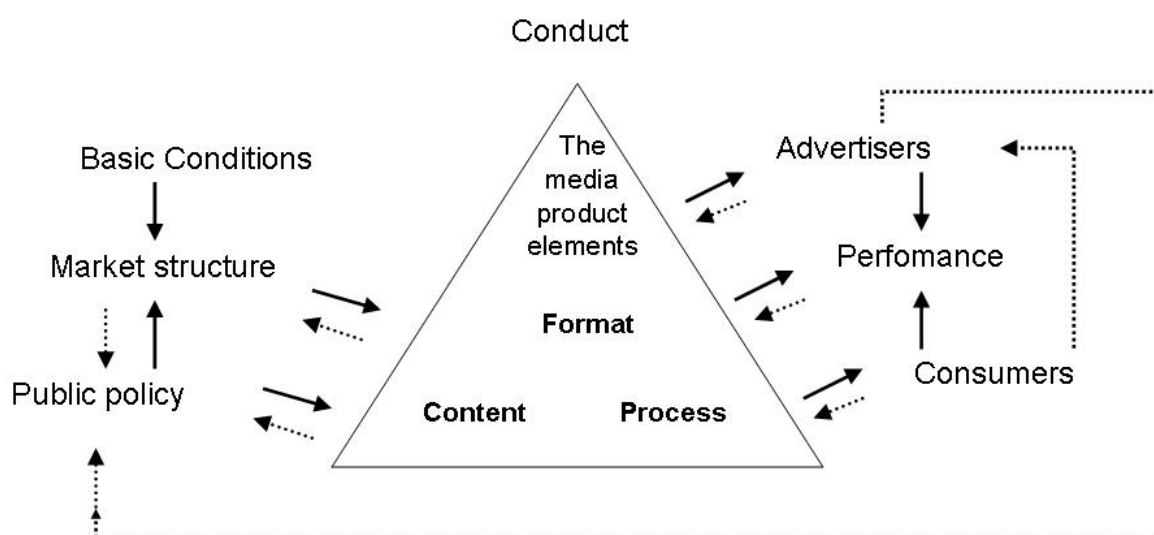 Conduct
Basic Conditions
Market structure
Public policy
The
media
product
elements
Format
Content
Process
Advertisers
Perfomance
Consumers